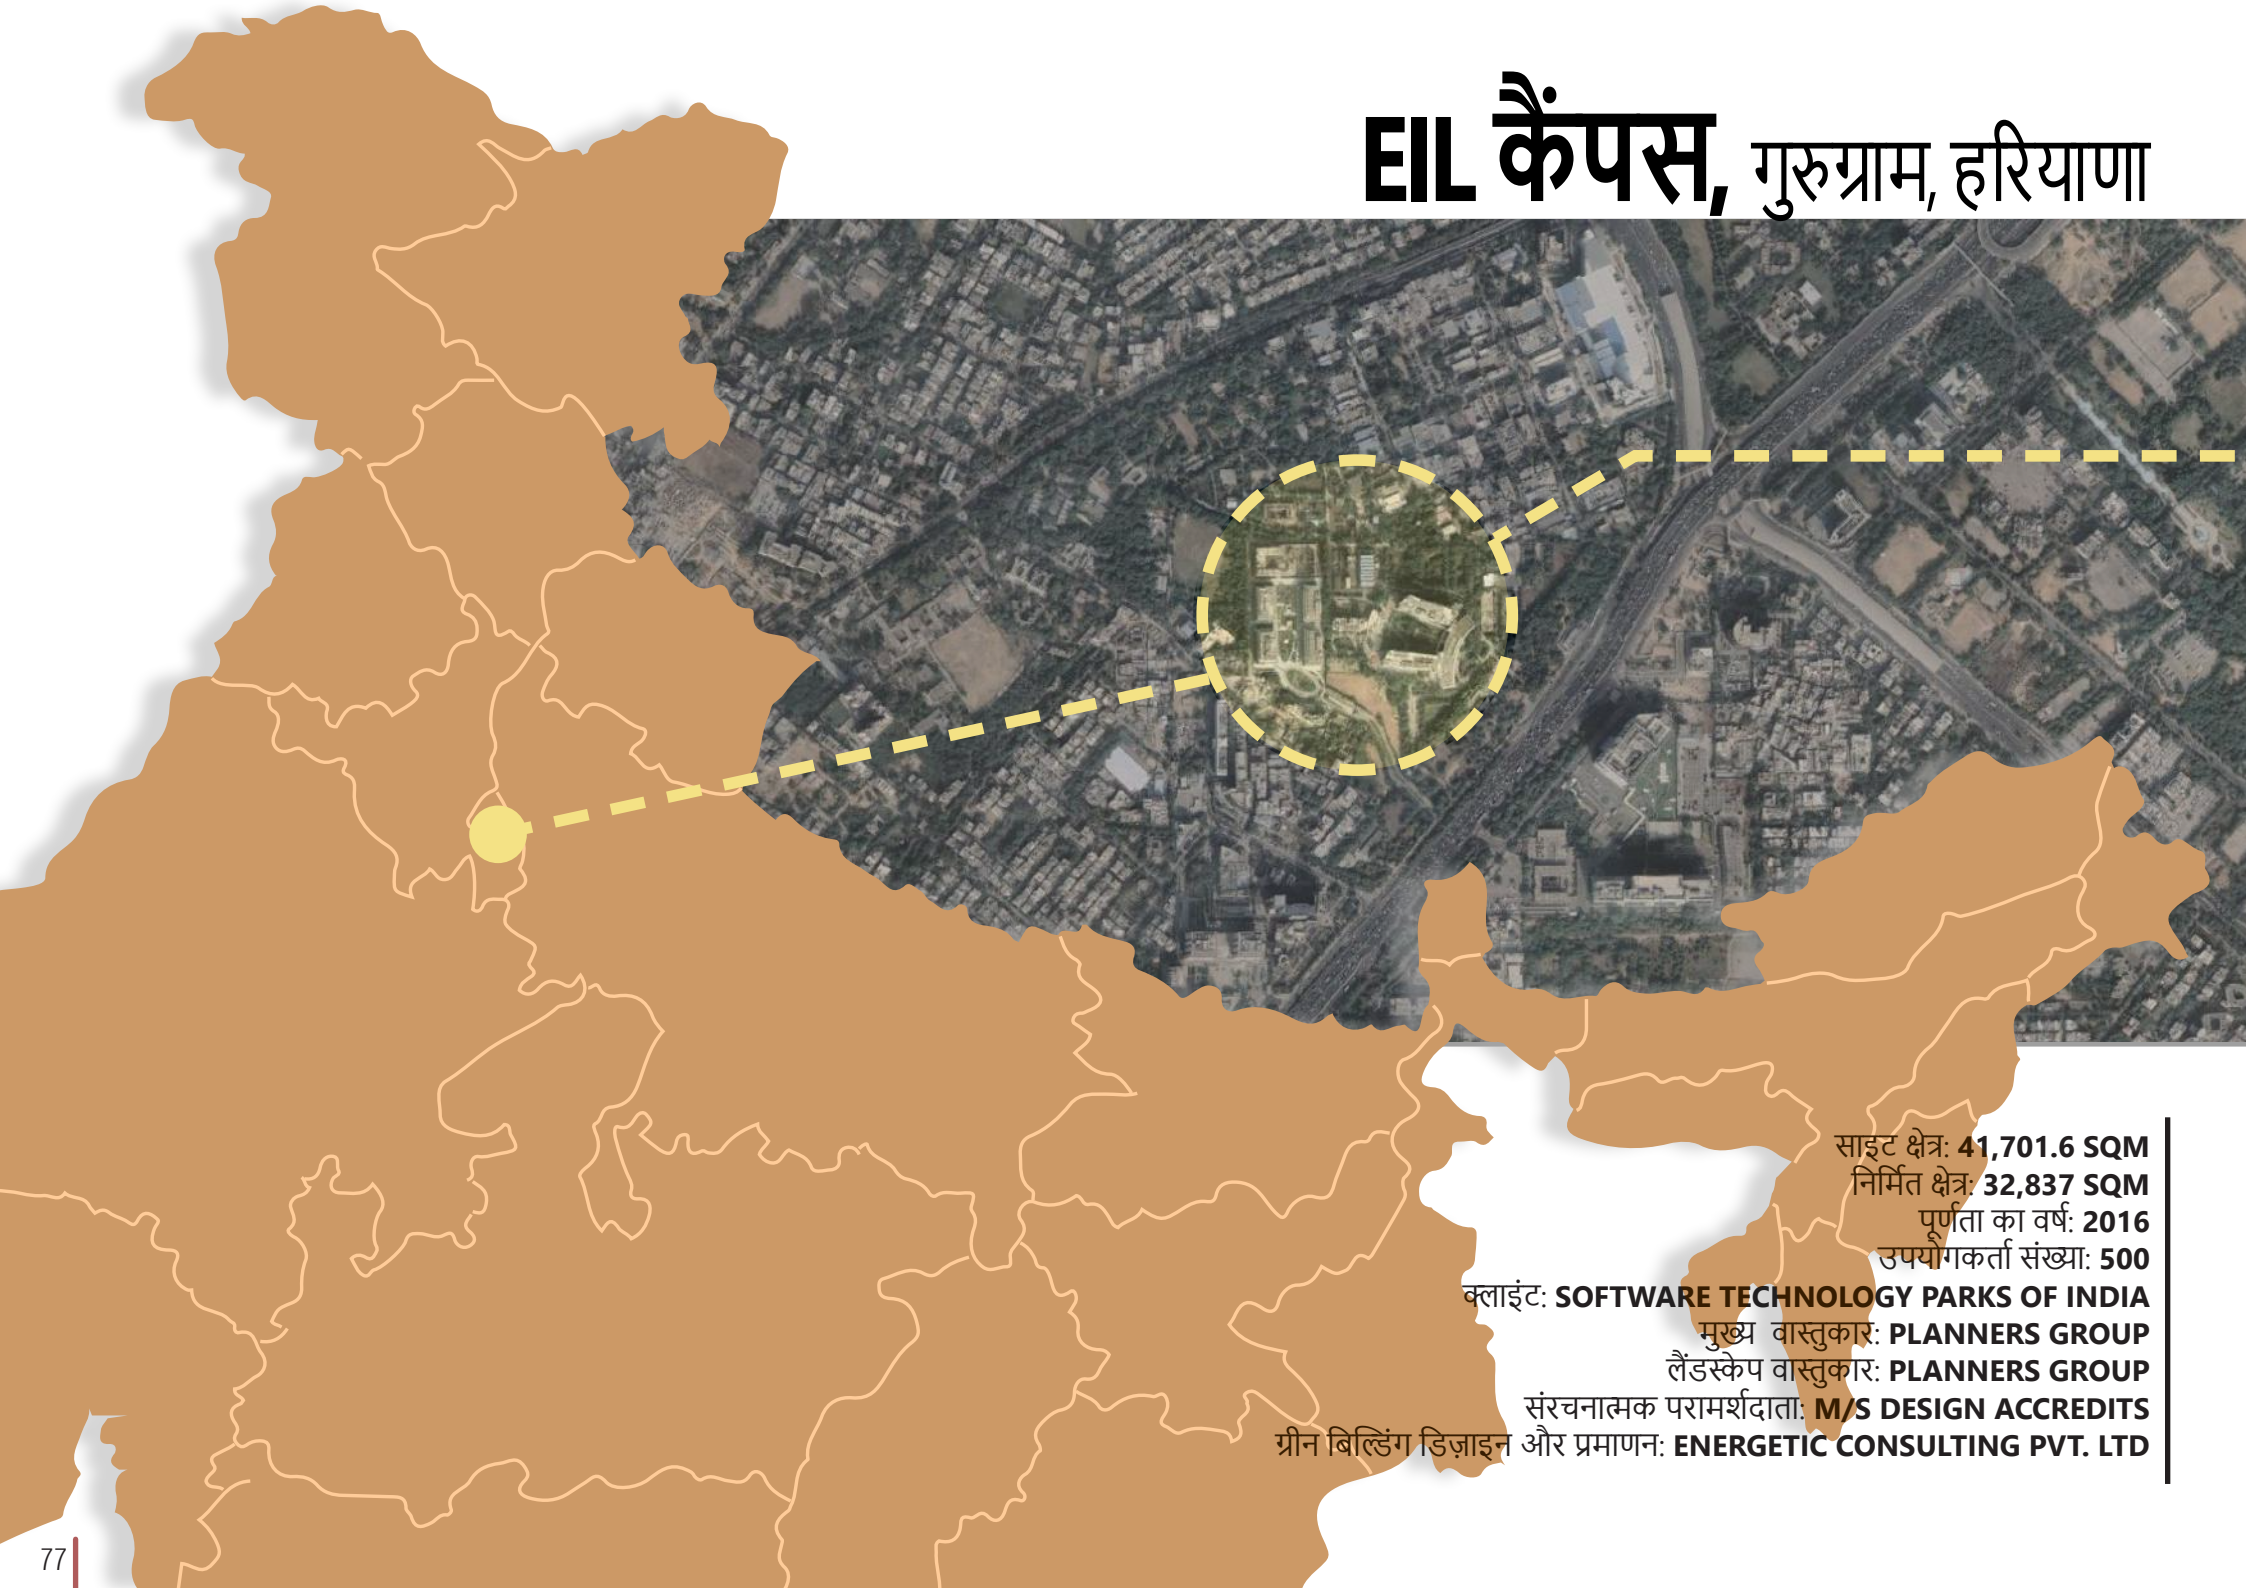 EIL कैंपस, गुरुग्राम, हरियाणा
साइट क्षेत्र: 41,701.6 SQM
निर्मित क्षेत्र: 32,837 SQM
पूर्णता का वर्ष: 2016
उपयोगकर्ता संख्या: 500
क्लाइंट: SOFTWARE TECHNOLOGY PARKS OF INDIA
मुख्य वास्तुकार: PLANNERS GROUP
लैंडस्केप वास्तुकार: PLANNERS GROUP
संरचनात्मक परामर्शदाता: M/S DESIGN ACCREDITS
ग्रीन बिल्डिंग डिज़ाइन और प्रमाणन: ENERGETIC CONSULTING PVT. LTD
77